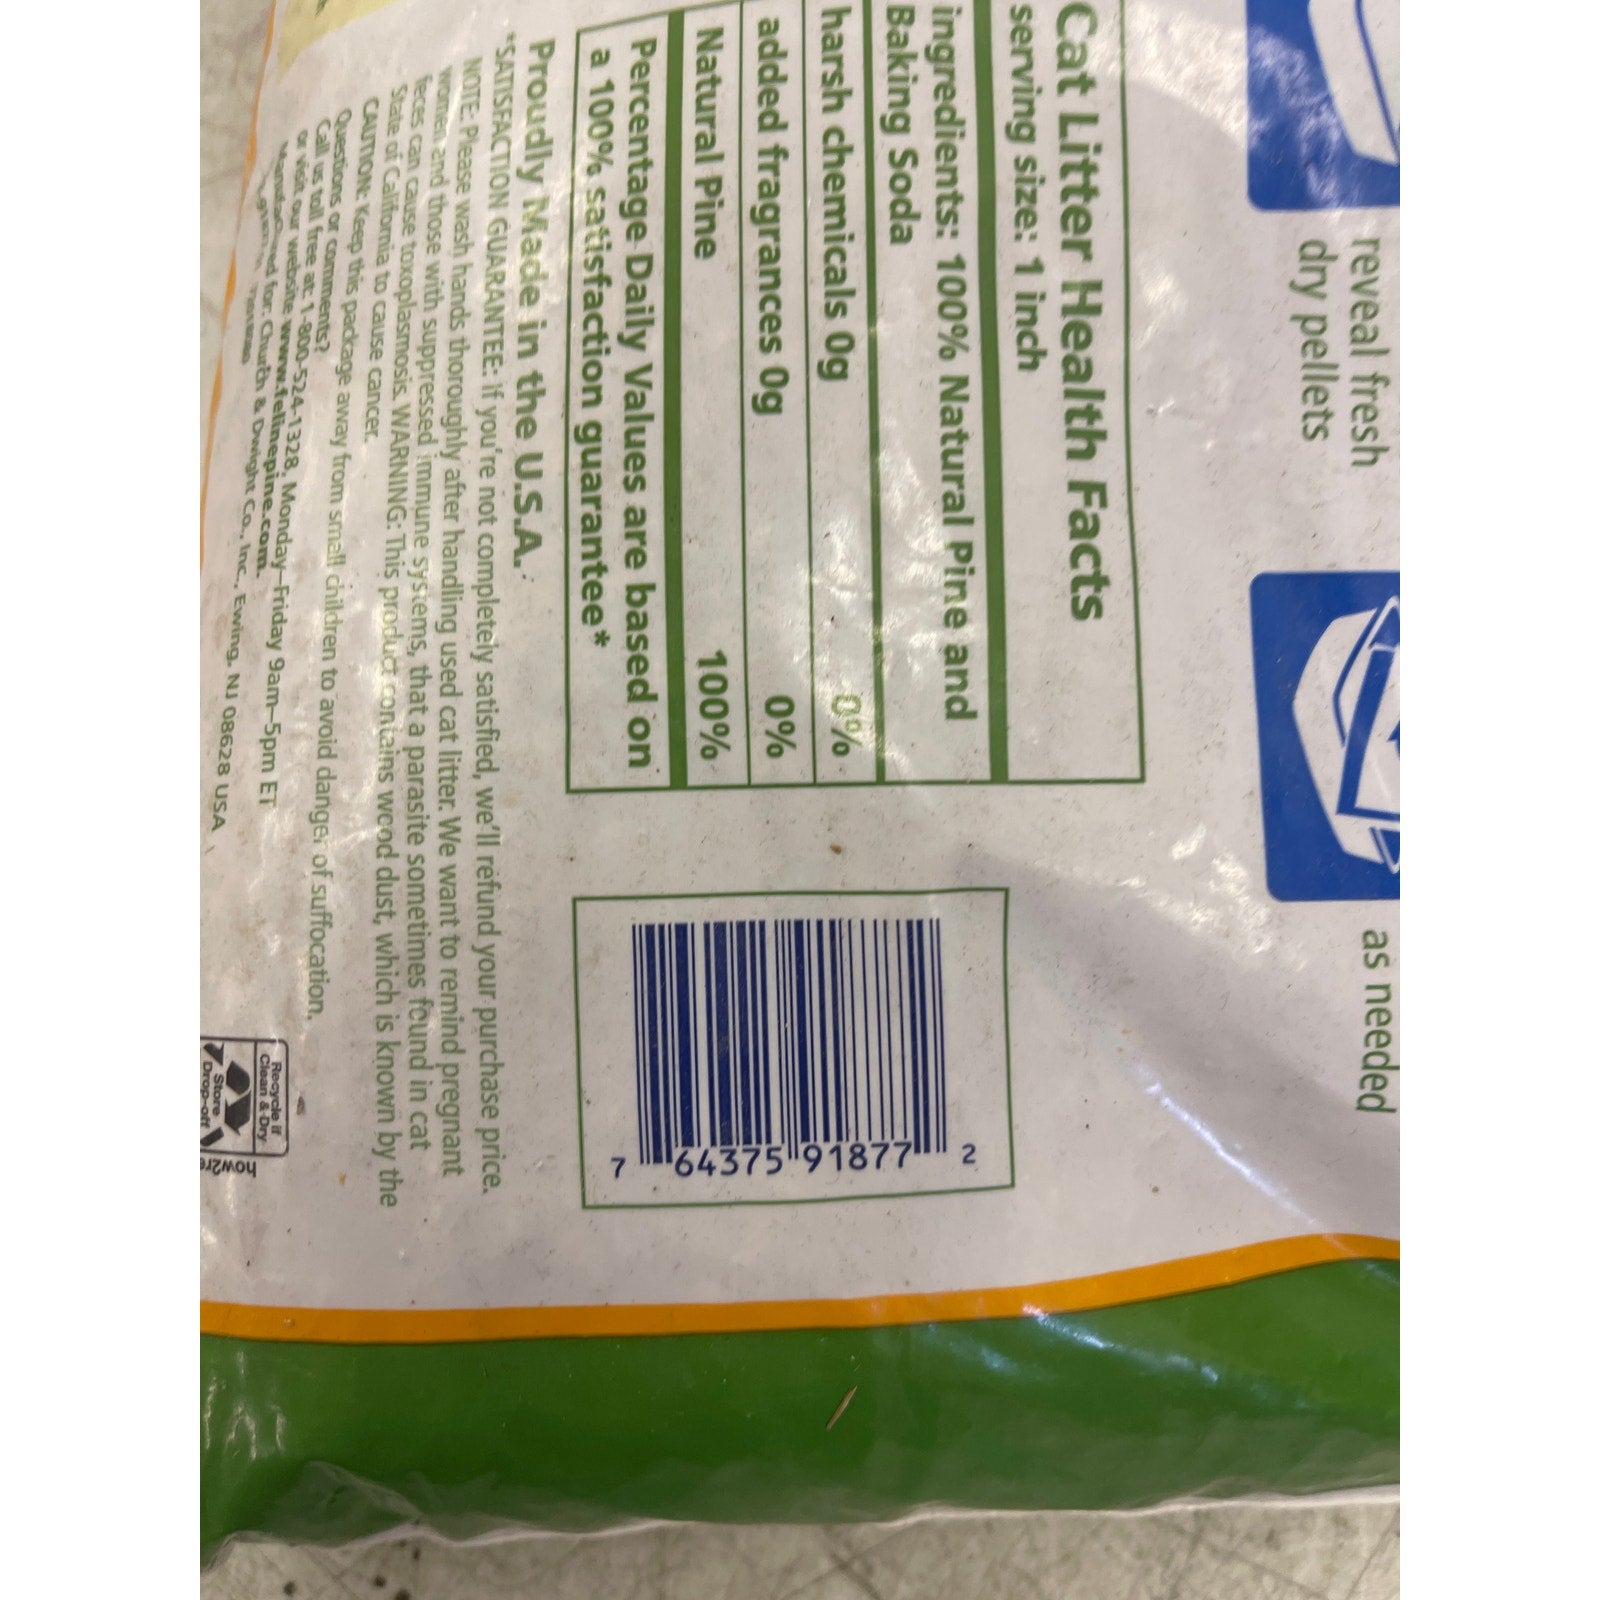 reveal fresh
dry pellets
as needed
Cat Litter Health Facts
serving size: 1 inch
ingredients: 100% Natural Pine and
Baking Soda
harsh chemicals 0g 0%
added fragrances 0g 0%
Natural Pine 100%
Percentage Daily Values are based on
a 100% satisfaction guarantee*
Proudly Made in the U.S.A.
*SATISFACTION GUARANTEE: If you're not completely satisfied, we'll refund your purchase price.
NOTE: Please wash hands thoroughly after handling used cat litter. We want to remind pregnant
women and those with suppressed immune systems, that a parasite sometimes found in cat
feces can cause toxoplasmosis. WARNING: This product contains wood dust, which is known by the
State of California to cause cancer.
CAUTION: Keep this package away from small children to avoid danger of suffocation.
Questions or comments?
Call us toll free at: 1-800-524-1328, Monday–Friday 9am–5pm ET
or visit our website www.felinepine.com.
Manufactured for: Church & Dwight Co., Inc., Ewing, NJ 08628 USA
7 64375 91877 2
Recycle if
Clean & Dry
Store
Drop-off